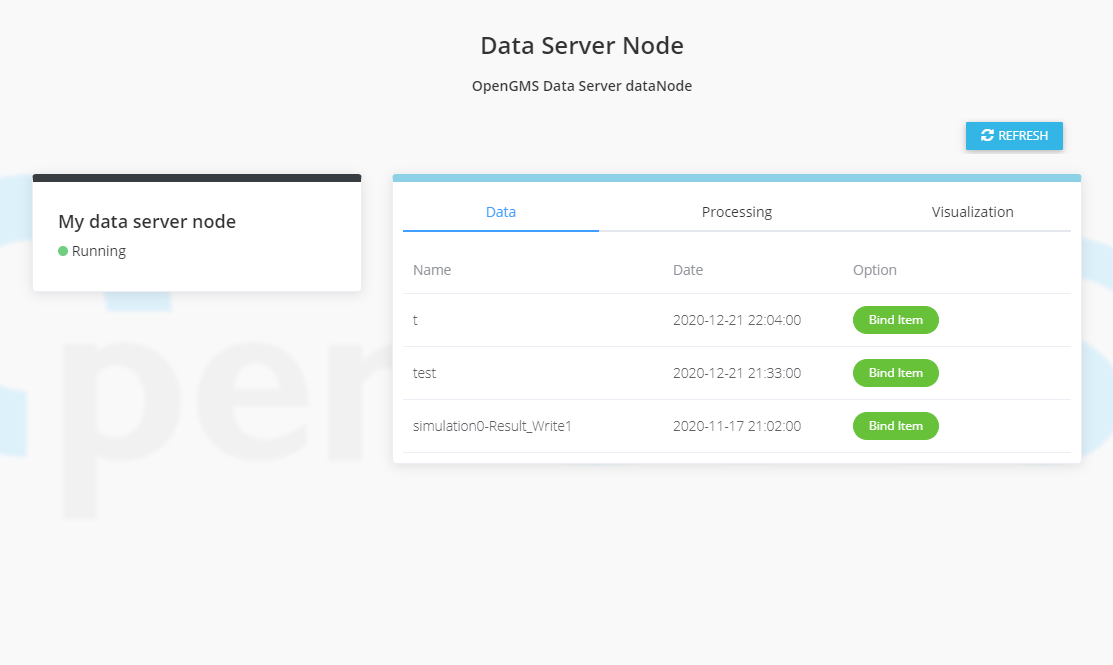 Data Server Node
OpenGMS Data Server dataNode
REFRESH
My data server node
Running
Data Processing Visualization
Name Date Option
t 2020-12-21 22:04:00 Bind Item
test 2020-12-21 21:33:00 Bind Item
simulation0-Result_Write1 2020-11-17 21:02:00 Bind Item